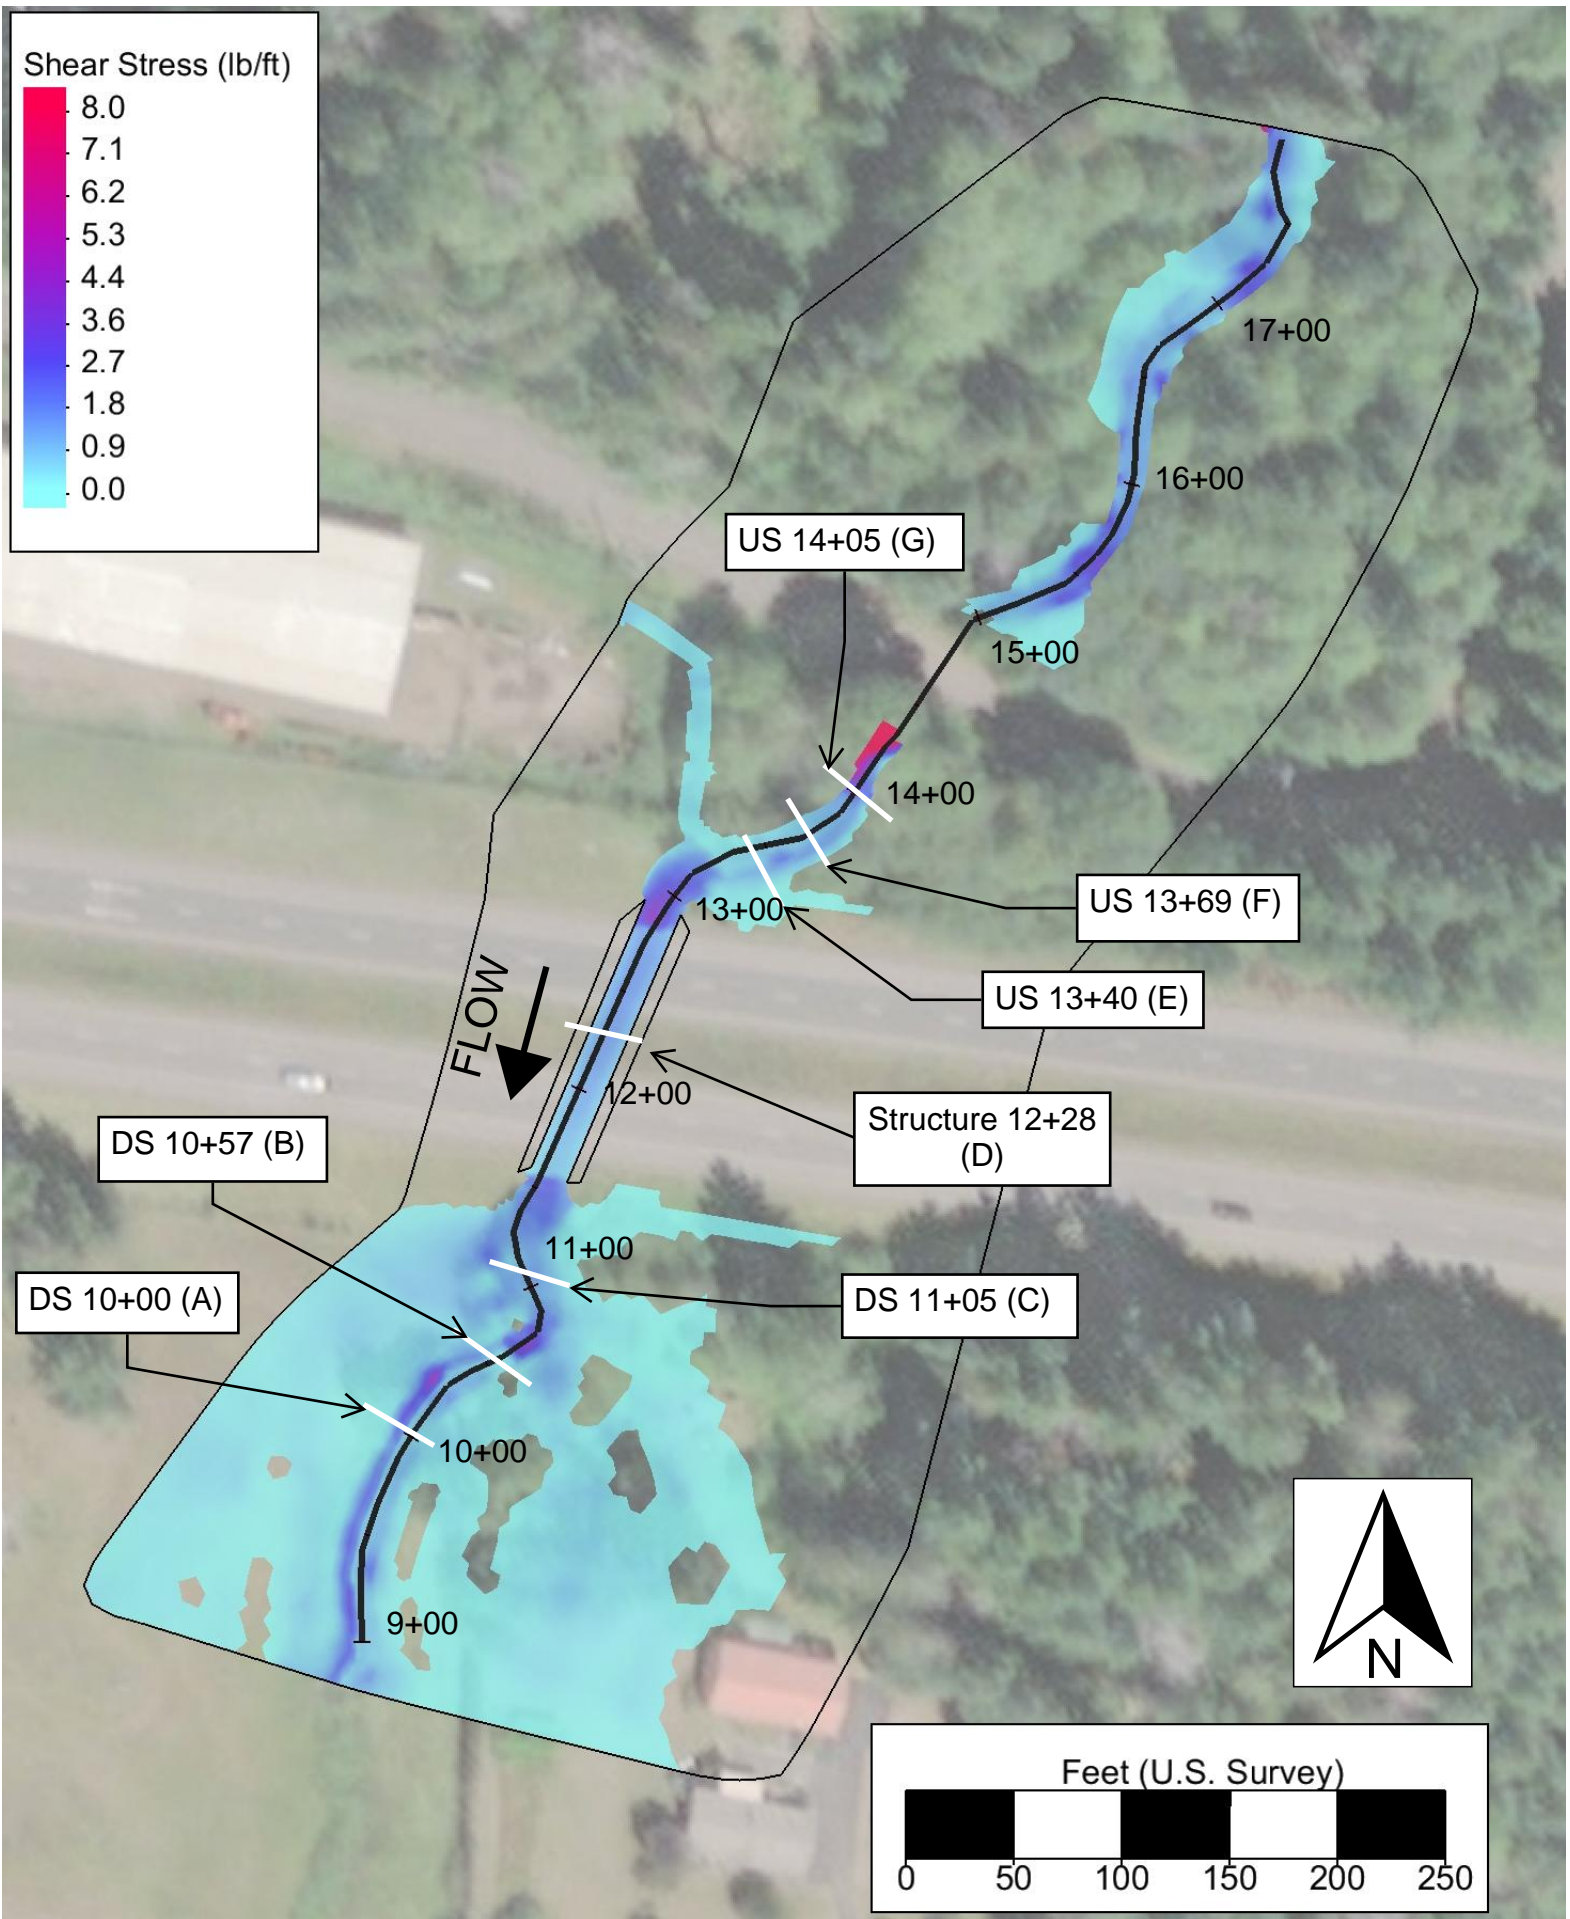 Shear Stress (lb/ft)
8.0
7.1
6.2
5.3
4.4
3.6
2.7
1.8
0.9
0.0
17+00
16+00
US 14+05 (G)
15+00
14+00
US 13+69 (F)
13+00
US 13+40 (E)
FLOW
12+00
Structure 12+28
(D)
DS 10+57 (B)
11+00
DS 10+00 (A)
DS 11+05 (C)
10+00
9+00
N
Feet (U.S. Survey)
0 50 100 150 200 250